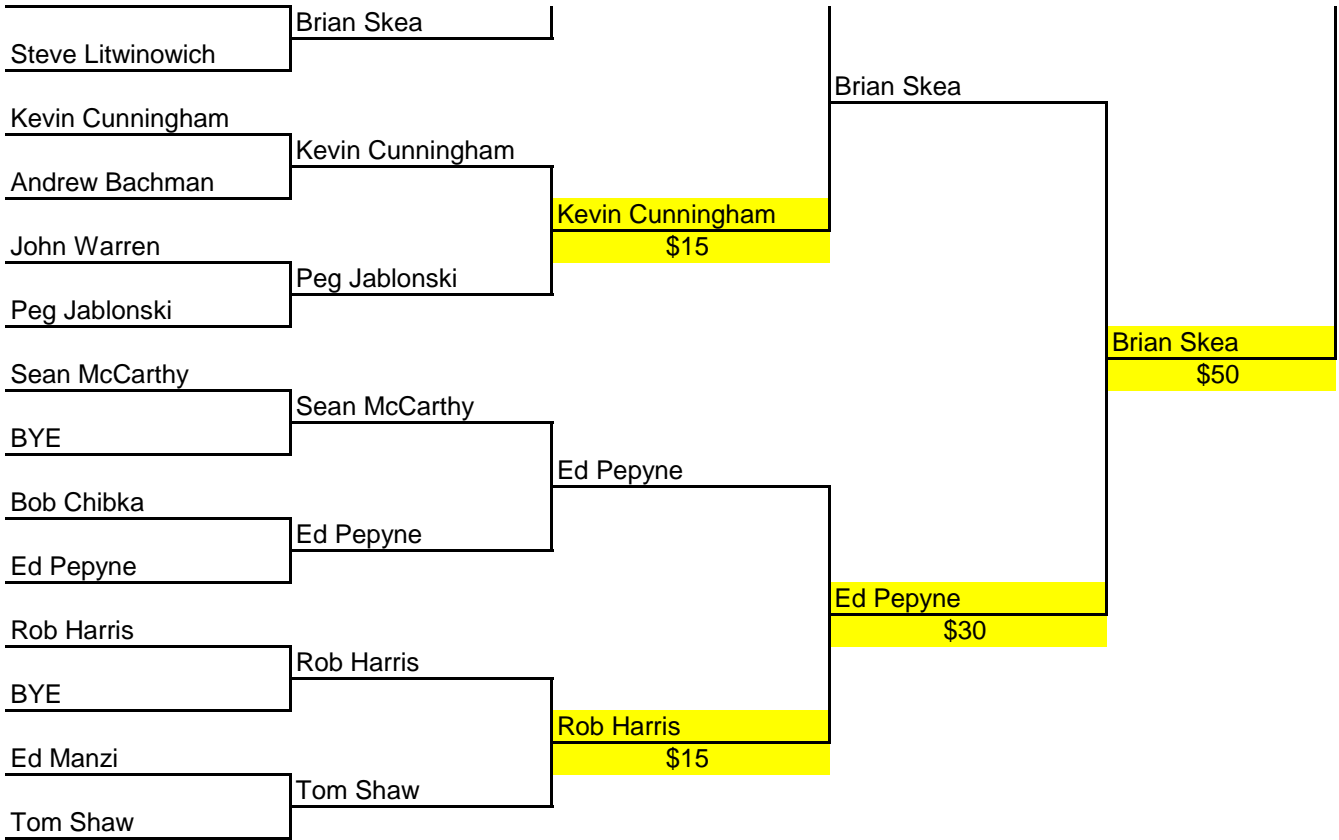 Brian Skea
Steve Litwinowich
Brian Skea
Kevin Cunningham
Kevin Cunningham
Andrew Bachman
Kevin Cunningham
John Warren
$15
Peg Jablonski
Peg Jablonski
Brian Skea
Sean McCarthy
$50
Sean McCarthy
BYE
Ed Pepyne
Bob Chibka
Ed Pepyne
Ed Pepyne
Ed Pepyne
Rob Harris
$30
Rob Harris
BYE
Rob Harris
Ed Manzi
$15
Tom Shaw
Tom Shaw